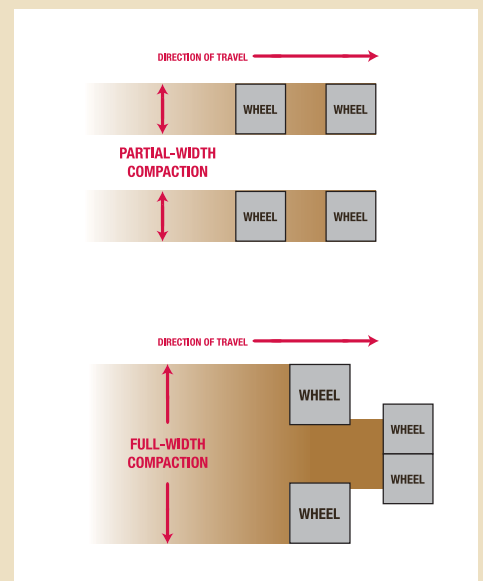 DIRECTION OF TRAVEL
WHEEL WHEEL
PARTIAL-WIDTH
COMPACTION
WHEEL WHEEL
DIRECTION OF TRAVEL
WHEEL
WHEEL
FULL-WIDTH
COMPACTION
WHEEL
WHEEL